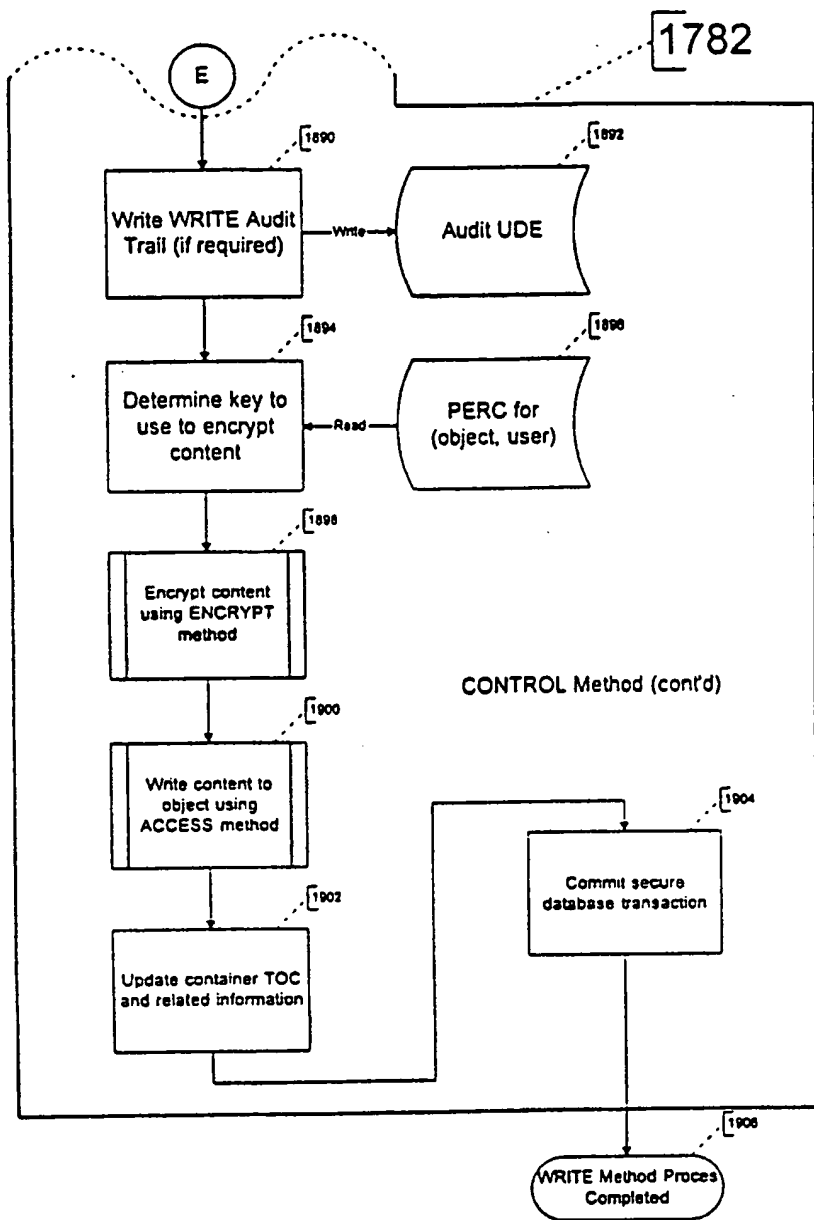 1782
E
1890
Write WRITE Audit
Trail (if required)
Write
1892
Audit UDE
1894
Determine key to
use to encrypt
content
Read
1896
PERC for
(object, user)
1898
Encrypt content
using ENCRYPT
method
CONTROL Method (cont'd)
1900
Write content to
object using
ACCESS method
1902
Update container TOC
and related information
1904
Commit secure
database transaction
1906
WRITE Method Proces
Completed